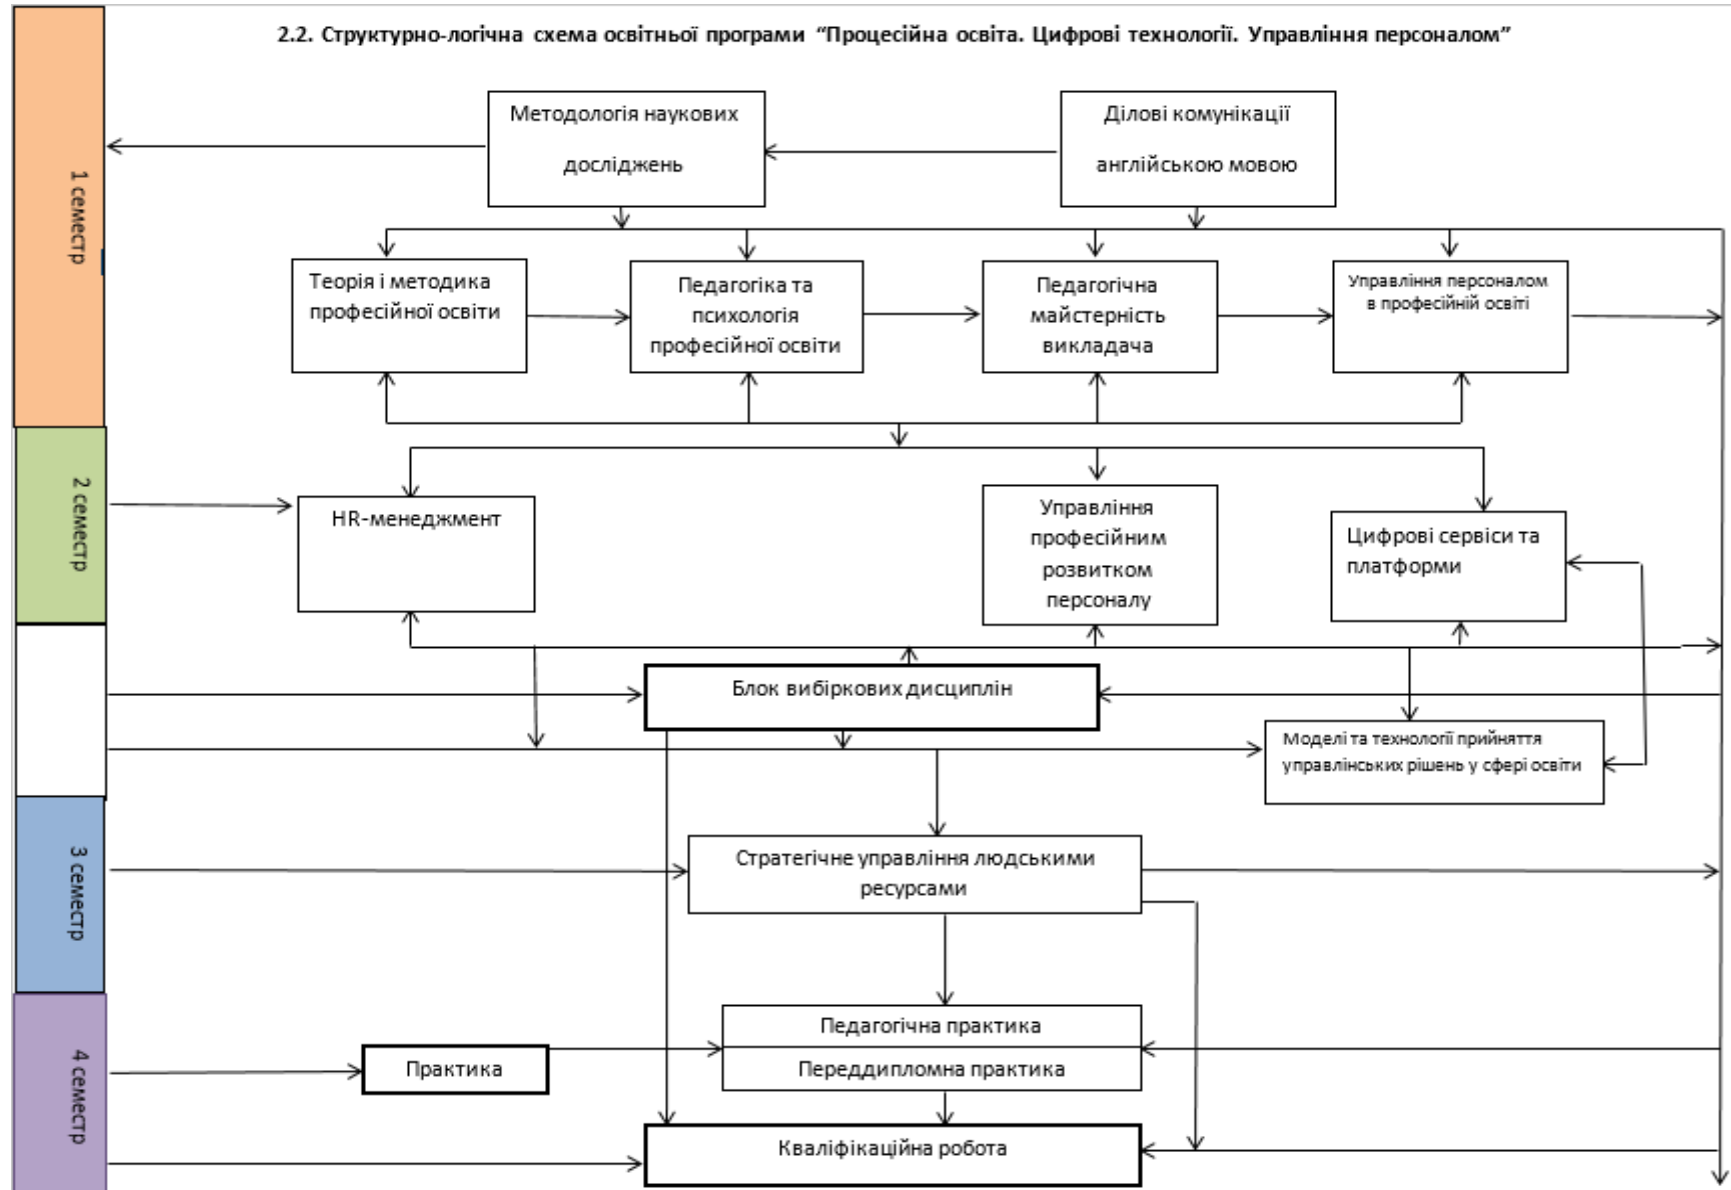 2.2. Структурно-логічна схема освітньої програми “Процесійна освіта. Цифрові технології. Управління персоналом”
1 семестр
Методологія наукових
досліджень
Ділові комунікації
англійською мовою
Теорія і методика
професійної освіти
Педагогіка та
психологія
професійної освіти
Педагогічна
майстерність
викладача
Управління персоналом
в професійній освіті
2 семестр
HR-менеджмент
Управління
професійним
розвитком
персоналу
Цифрові сервіси та
платформи
Блок вибіркових дисциплін
Моделі та технології прийняття
управлінських рішень у сфері освіти
3 семестр
Стратегічне управління людськими
ресурсами
4 семестр
Практика
Педагогічна практика
Переддипломна практика
Кваліфікаційна робота